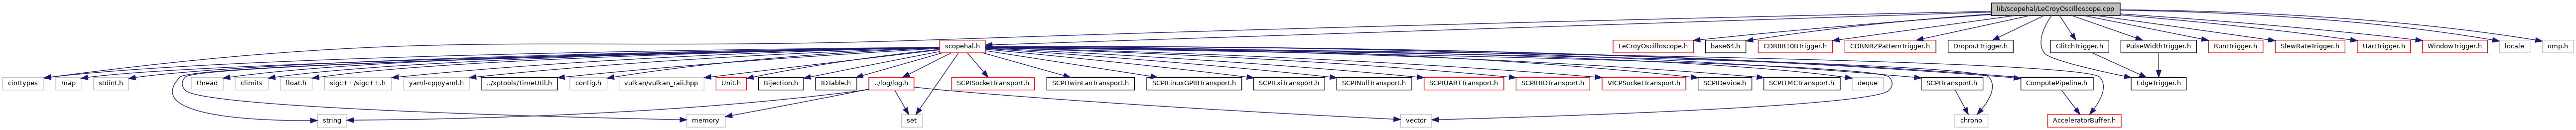 lib/scopehal/LeCroyOscilloscope.cpp
scopehal.h
LeCroyOscilloscope.h
base64.h
CDR8B10BTrigger.h
CDRNRZPatternTrigger.h
DropoutTrigger.h
GlitchTrigger.h
PulseWidthTrigger.h
RuntTrigger.h
SlewRateTrigger.h
UartTrigger.h
WindowTrigger.h
locale
omp.h
cinttypes
map
stdint.h
thread
climits
float.h
sigc++/sigc++.h
yaml-cpp/yaml.h
../xptools/TimeUtil.h
config.h
vulkan/vulkan_raii.hpp
Unit.h
Bijection.h
IDTable.h
../log/log.h
SCPISocketTransport.h
SCPITwinLanTransport.h
SCPILinuxGPIBTransport.h
SCPILxiTransport.h
SCPINullTransport.h
SCPIUARTTransport.h
SCPIHIDTransport.h
VICPSocketTransport.h
SCPIDevice.h
SCPITMCTransport.h
deque
SCPITransport.h
ComputePipeline.h
EdgeTrigger.h
string
memory
set
vector
chrono
AcceleratorBuffer.h